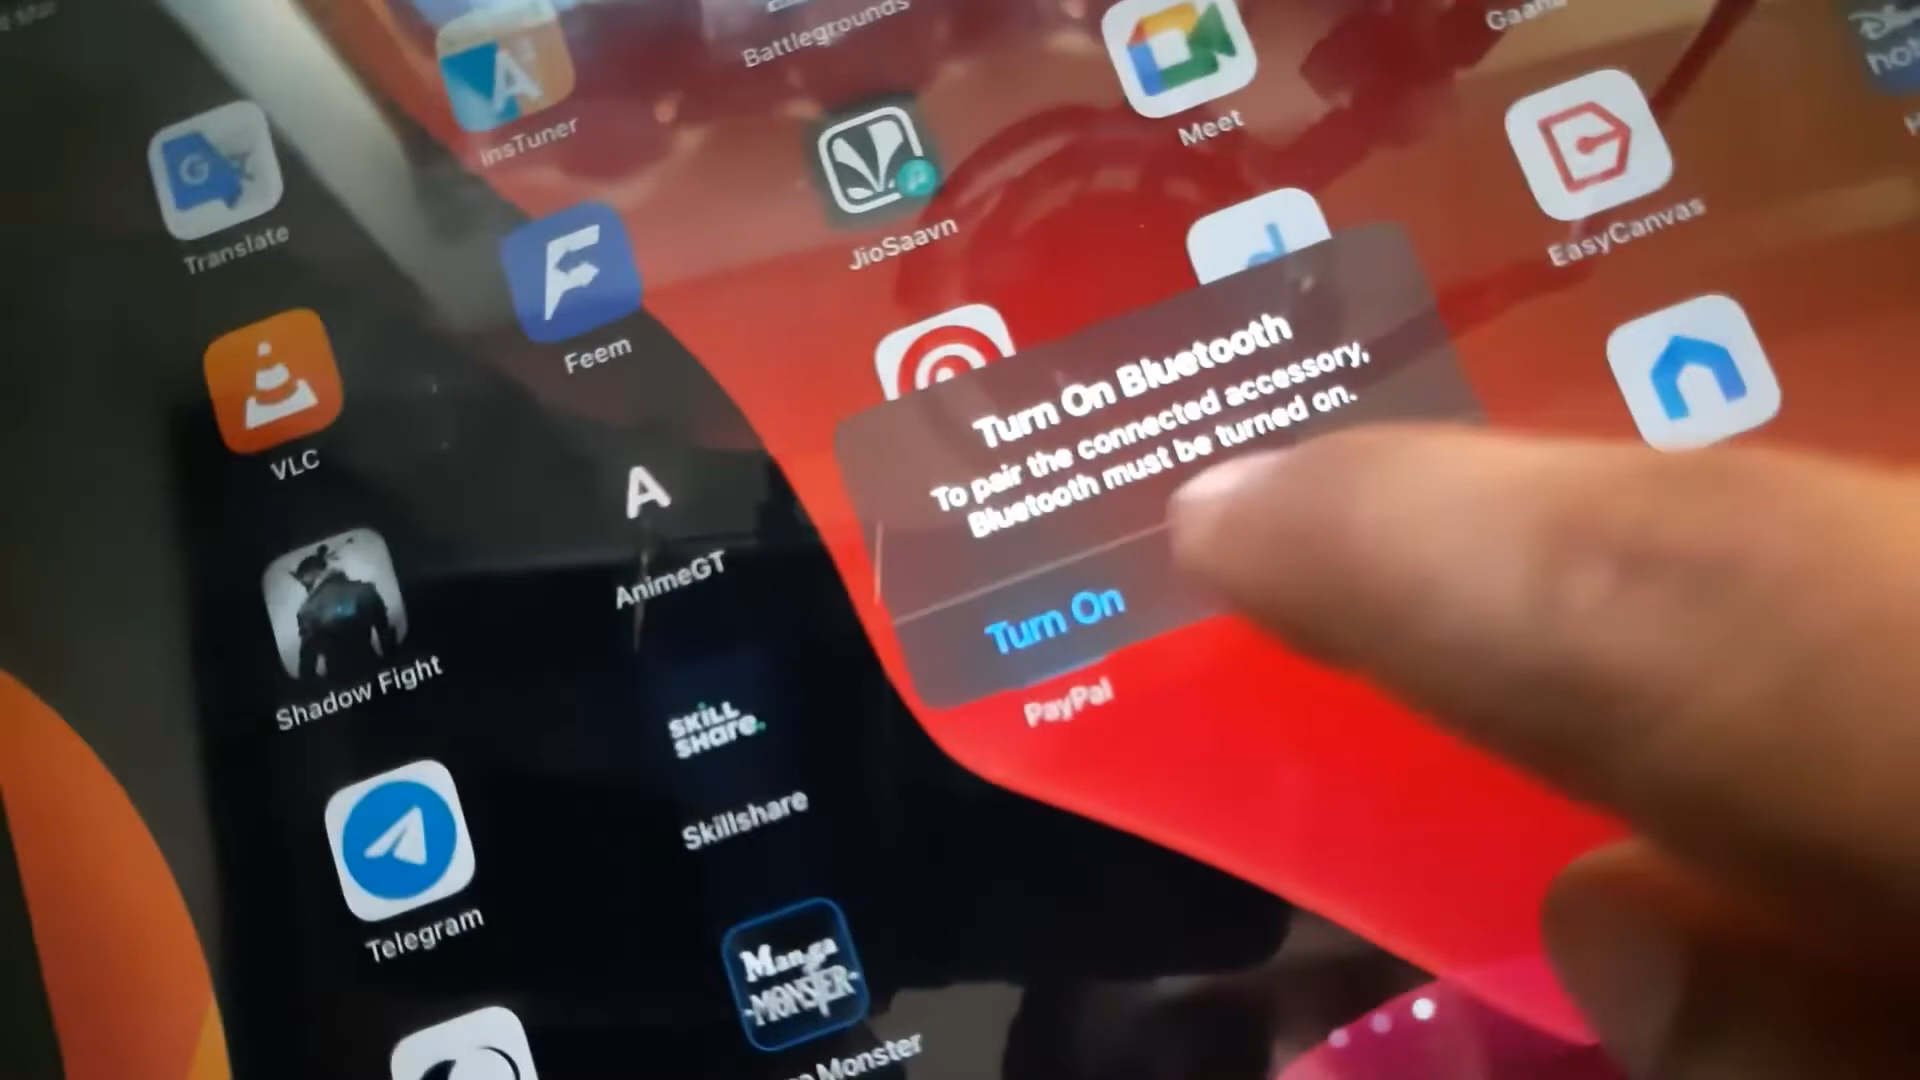 Battlegrounds
InsTuner
Meet
Translate
JioSaavn
EasyCanvas
Feem
Turn On Bluetooth
To pair the connected accessory,
Bluetooth must be turned on.
Turn On
VLC
A
AnimeGT
PayPal
Shadow Fight
SKILL
SHARE.
Skillshare
Telegram
Manga
-MONSTER-
Monster